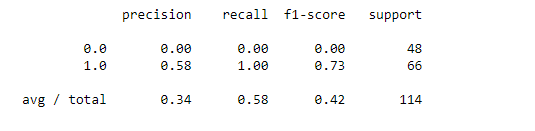 precision recall f1-score support
0.0 0.00 0.00 0.00 48
1.0 0.58 1.00 0.73 66
avg / total 0.34 0.58 0.42 114